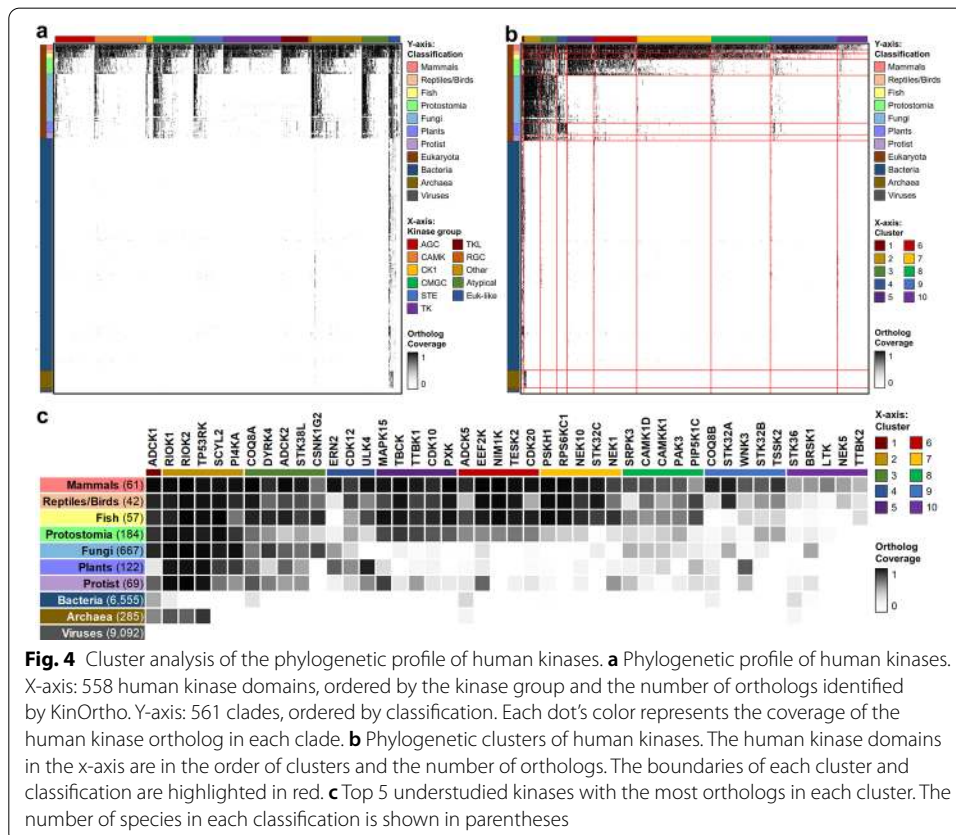 a
Y-axis:
Classification
Mammals
Reptiles/Birds
Fish
Protostomia
Fungi
Plants
Protist
Eukaryota
Bacteria
Archaea
Viruses
X-axis:
Kinase group
AGC TKL
CAMK RGC
CK1 Other
CMGC Atypical
STE Euk-like
TK
Ortholog
Coverage
1
0
b
Y-axis:
Classification
Mammals
Reptiles/Birds
Fish
Protostomia
Fungi
Plants
Protist
Eukaryota
Bacteria
Archaea
Viruses
X-axis:
Cluster
1 6
2 7
3 8
4 9
5 10
Ortholog
Coverage
1
0
c
ADCK1
RIOK1
RIOK2
TP53RK
SCYL2
PI4KA
COQ8A
DYRK4
ADCK2
STK38L
CSNK1G2
ERN2
CDK12
ULK4
MAPK15
TBCK
TTBK1
CDK10
PXK
ADCK5
EEF2K
NIM1K
TESK2
CDK20
PSKH1
RPS6KC1
NEK10
STK32C
NEK1
SRPK3
CAMK1D
CAMKK1
PAK3
PIP5K1C
COQ8B
STK32A
WNK3
STK32B
TSSK2
STK36
BRSK1
LTK
NEK5
TTBK2
Mammals (61)
Reptiles/Birds (42)
Fish (57)
Protostomia (184)
Fungi (667)
Plants (122)
Protist (69)
Bacteria (6,555)
Archaea (285)
Viruses (9,092)
X-axis:
Cluster
1 6
2 7
3 8
4 9
5 10
Ortholog
Coverage
1
0
Fig. 4 Cluster analysis of the phylogenetic profile of human kinases. a Phylogenetic profile of human kinases.
X-axis: 558 human kinase domains, ordered by the kinase group and the number of orthologs identified
by KinOrtho. Y-axis: 561 clades, ordered by classification. Each dot's color represents the coverage of the
human kinase ortholog in each clade. b Phylogenetic clusters of human kinases. The human kinase domains
in the x-axis are in the order of clusters and the number of orthologs. The boundaries of each cluster and
classification are highlighted in red. c Top 5 understudied kinases with the most orthologs in each cluster. The
number of species in each classification is shown in parentheses